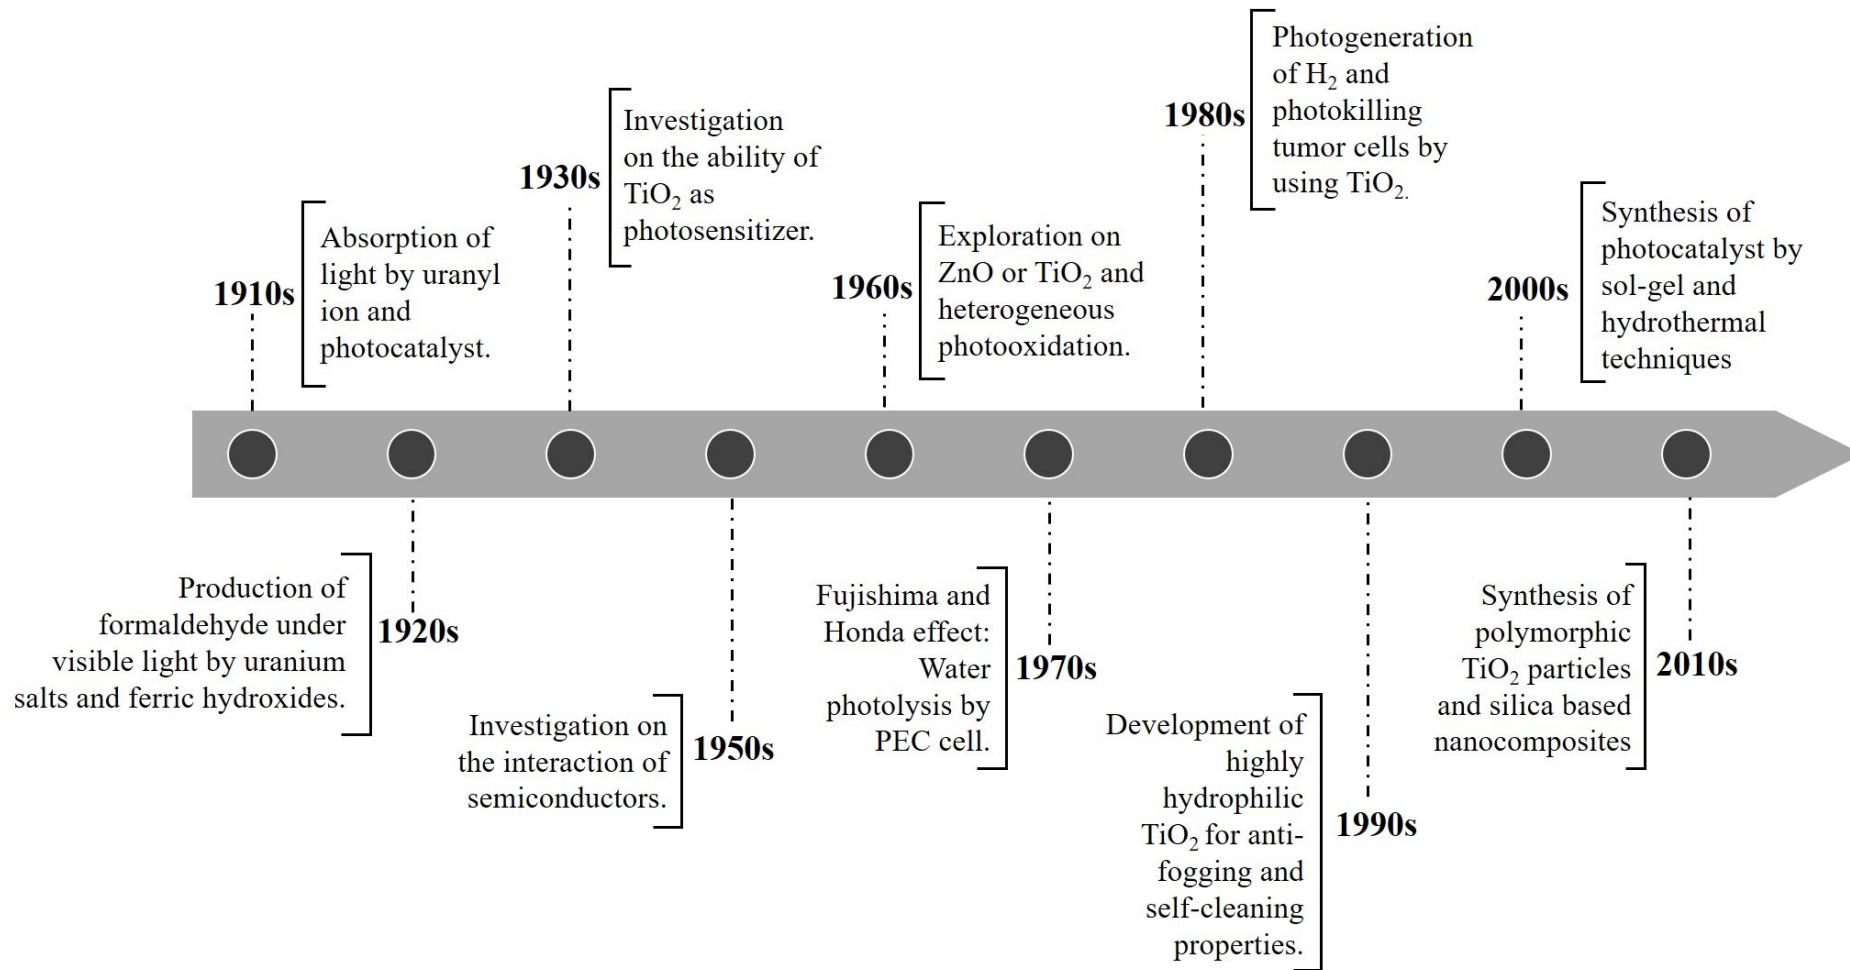 1910s
Absorption of
light by uranyl
ion and
photocatalyst.
Production of
formaldehyde under
visible light by uranium
salts and ferric hydroxides.
1920s
1930s
Investigation
on the ability of
TiO₂ as
photosensitizer.
Investigation on
the interaction of
semiconductors.
1950s
1960s
Exploration on
ZnO or TiO₂ and
heterogeneous
photooxidation.
Fujishima and
Honda effect:
Water
photolysis by
PEC cell.
1970s
1980s
Photogeneration
of H₂ and
photokilling
tumor cells by
using TiO₂.
Development of
highly
hydrophilic
TiO₂ for anti-
fogging and
self-cleaning
properties.
1990s
2000s
Synthesis of
photocatalyst by
sol-gel and
hydrothermal
techniques
Synthesis of
polymorphic
TiO₂ particles
and silica based
nanocomposites
2010s